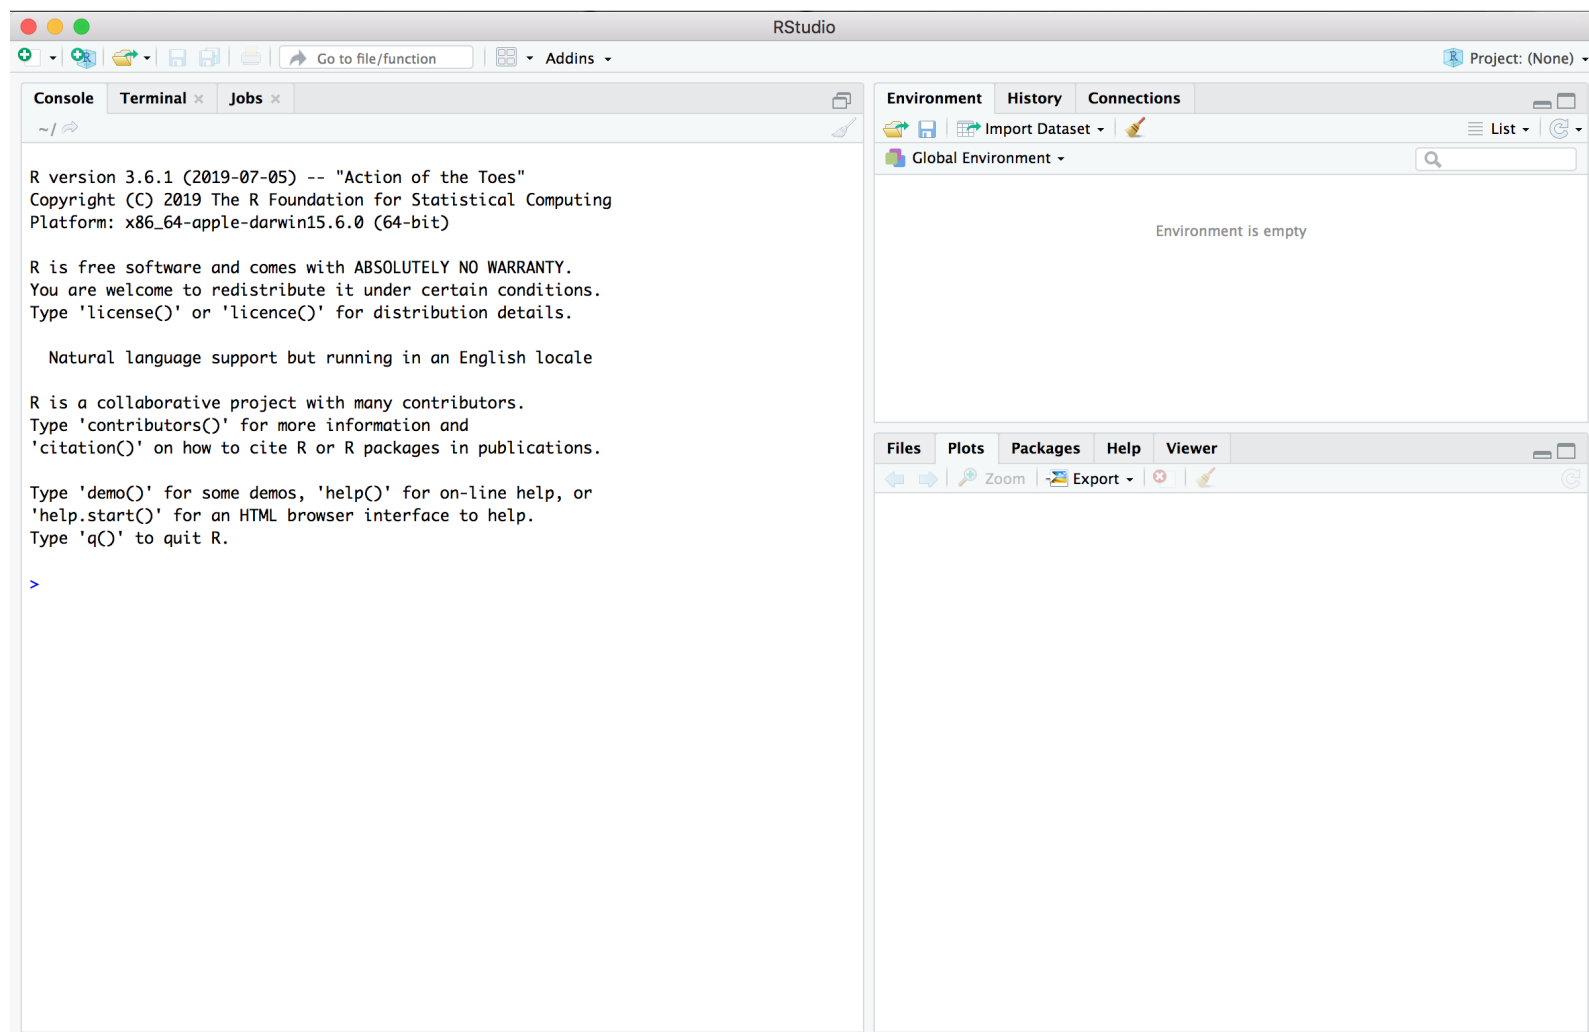 RStudio
Go to file/function
Addins
R Project: (None)
Console Terminal Jobs
~/
R version 3.6.1 (2019-07-05) -- "Action of the Toes"
Copyright (C) 2019 The R Foundation for Statistical Computing
Platform: x86_64-apple-darwin15.6.0 (64-bit)
R is free software and comes with ABSOLUTELY NO WARRANTY.
You are welcome to redistribute it under certain conditions.
Type 'license()' or 'licence()' for distribution details.
Natural language support but running in an English locale
R is a collaborative project with many contributors.
Type 'contributors()' for more information and
'citation()' on how to cite R or R packages in publications.
Type 'demo()' for some demos, 'help()' for on-line help, or
'help.start()' for an HTML browser interface to help.
Type 'q()' to quit R.
>
Environment History Connections
Import Dataset List
Global Environment
Environment is empty
Files Plots Packages Help Viewer
Zoom Export